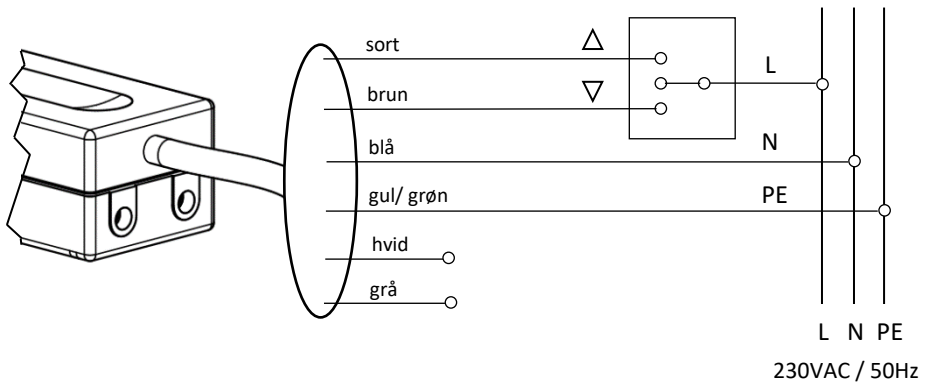 sort
L
brun
blå
N
gul/ grøn
PE
hvid
grå
L N PE
230VAC / 50Hz